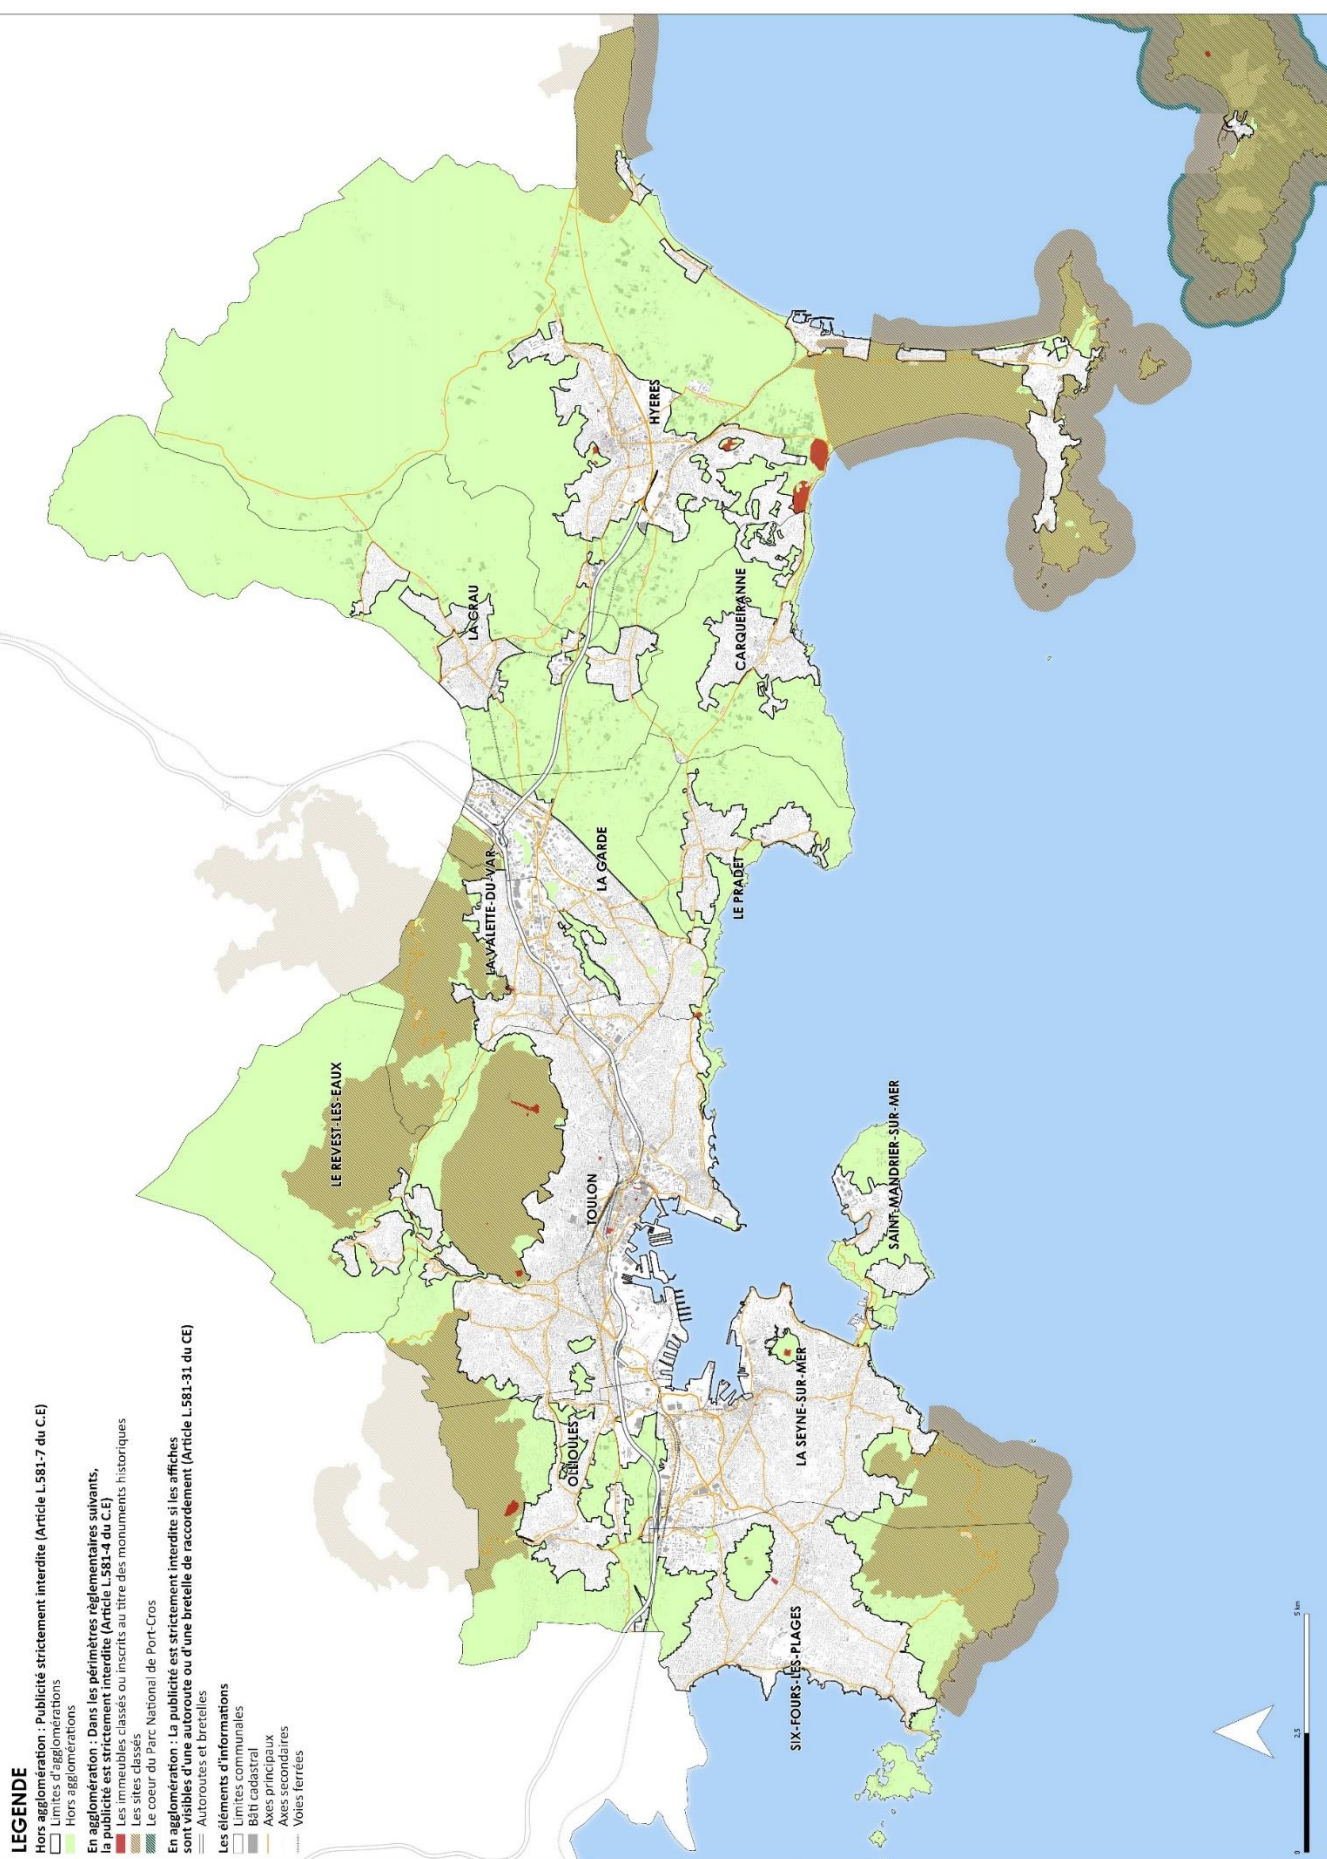 LEGENDE
Hors agglomération : Publicité strictement interdite (Article L.581-7 du C.E)
Limites d'agglomérations
Hors agglomérations
En agglomération : Dans les périmètres règlementaires suivants,
la publicité est strictement interdite (Article L.581-4 du C.E)
Les immeubles classés ou inscrits au titre des monuments historiques
Les sites classés
Le coeur du Parc National de Port-Cros
En agglomération : La publicité est strictement interdite si les affiches
sont visibles d'une autoroute ou d'une bretelle de raccordement (Article L.581-31 du CE)
Autoroutes et bretelles
Les éléments d'informations
Limites communales
Bâti cadastral
Axes principaux
Axes secondaires
Voies ferrées
LE REVEST-LES-EAUX
LA VALETTE-DU-VAR
LA CRAU
HYERES
TOULON
OLLIOULES
LA GARDE
LE PRADET
CARQUEIRANNE
LA SEYNE-SUR-MER
SIX-FOURS-LES-PLAGES
SAINT-MANDRIER-SUR-MER
0 2,5 5 km